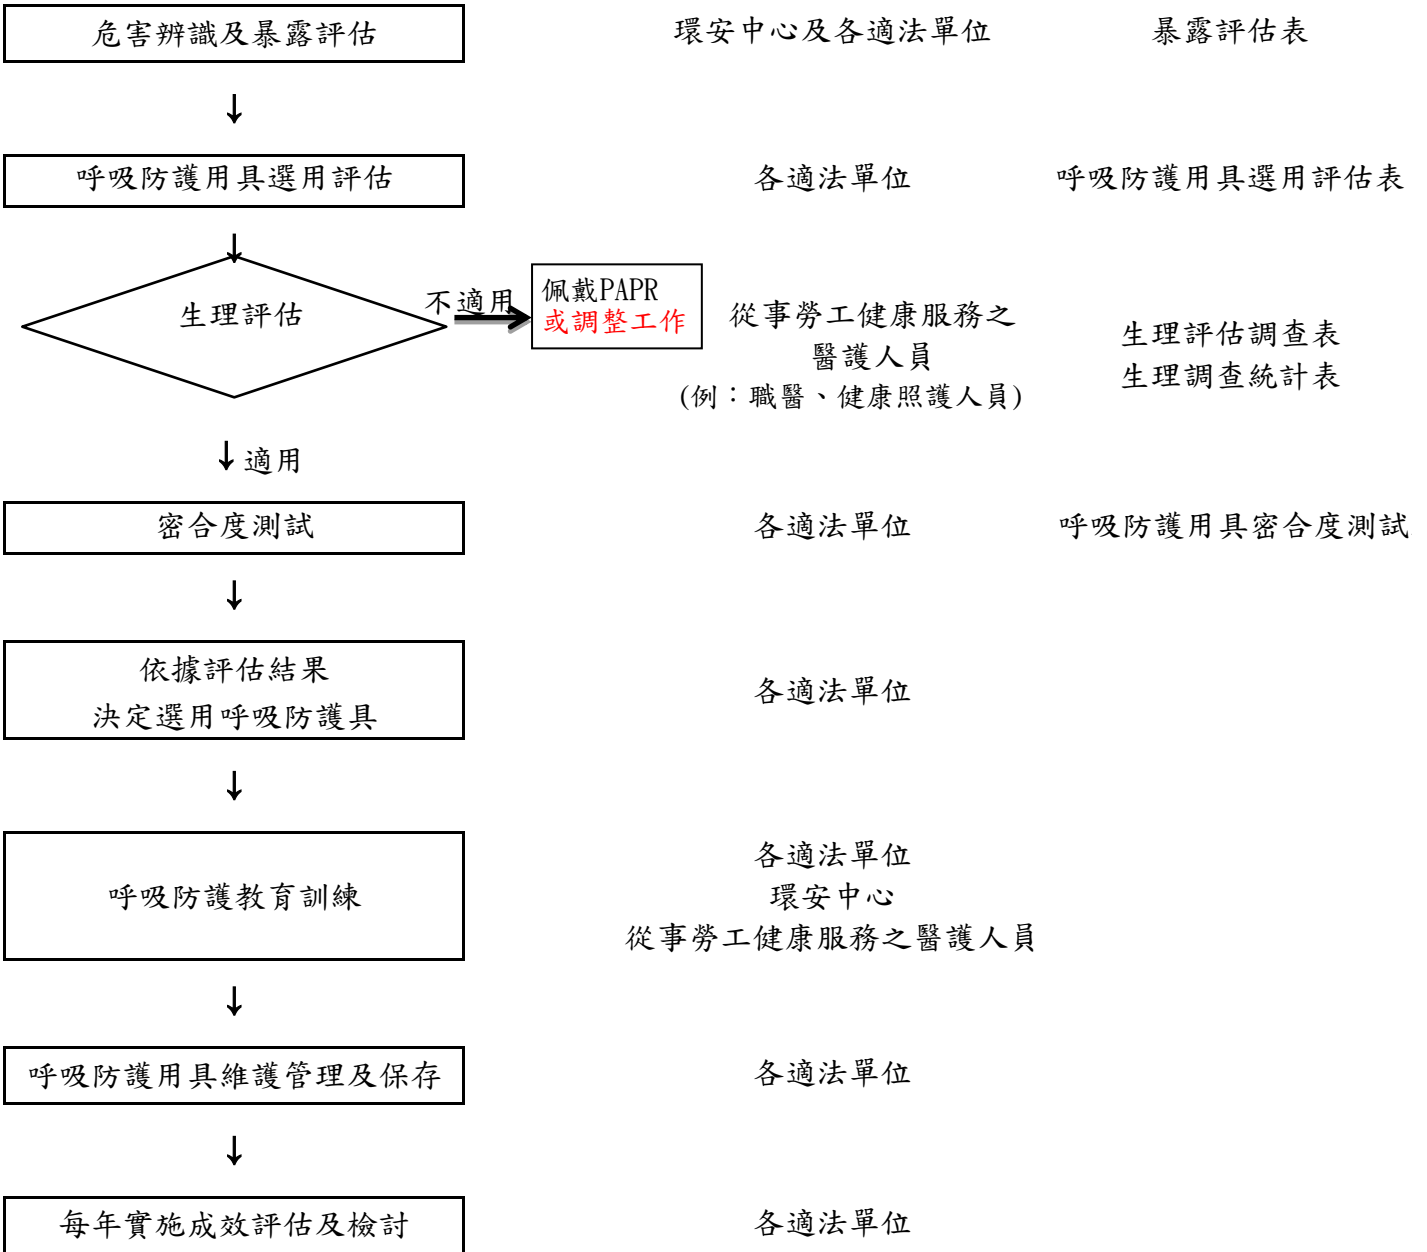 危害辨識及暴露評估
環安中心及各適法單位
暴露評估表
↓
呼吸防護用具選用評估
各適法單位
呼吸防護用具選用評估表
↓
生理評估
不適用
佩戴PAPR
或調整工作
從事勞工健康服務之
醫護人員
(例：職醫、健康照護人員)
生理評估調查表
生理調查統計表
↓適用
密合度測試
各適法單位
呼吸防護用具密合度測試
↓
依據評估結果
決定選用呼吸防護具
各適法單位
↓
呼吸防護教育訓練
各適法單位
環安中心
從事勞工健康服務之醫護人員
↓
呼吸防護用具維護管理及保存
各適法單位
↓
每年實施成效評估及檢討
各適法單位